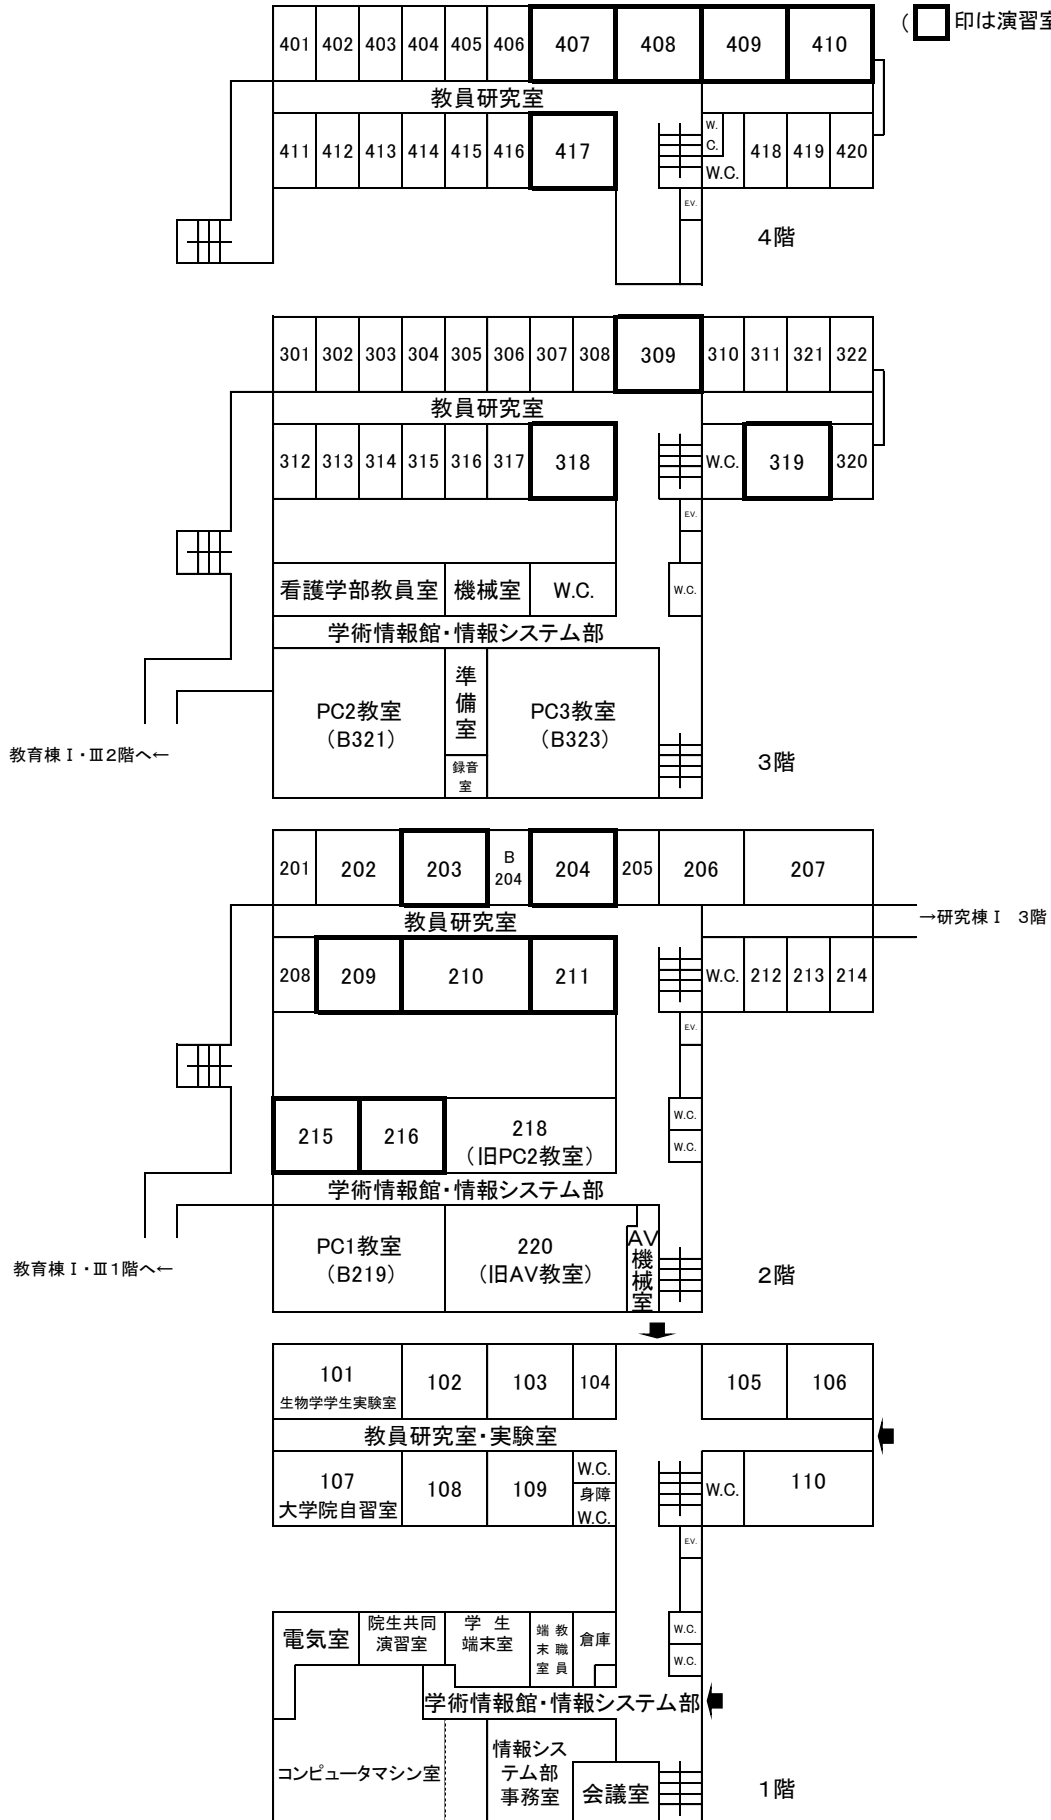 401 402 403 404 405 406 407 408 409 410
( 印は演習室
教員研究室
411 412 413 414 415 416 417
W.
C.
W.C.
418 419 420
E.V.
4階
301 302 303 304 305 306 307 308 309 310 311 321 322
教員研究室
312 313 314 315 316 317 318 W.C. 319 320
E.V.
看護学部教員室 機械室 W.C. W.C.
学術情報館・情報システム部
PC2教室
(B321)
準
備
室
録音
室
PC3教室
(B323)
教育棟Ⅰ・Ⅲ2階へ←
3階
201 202 203
B
204
204 205 206 207
教員研究室
→研究棟Ⅰ 3階
208 209 210 211 W.C. 212 213 214
E.V.
W.C.
W.C.
215 216
218
(旧PC2教室)
学術情報館・情報システム部
PC1教室
(B219)
220
(旧AV教室)
AV
機
械
室
教育棟Ⅰ・Ⅲ1階へ←
2階
101
生物学学生実験室
102 103 104 105 106
教員研究室・実験室
107
大学院自習室
108 109
W.C.
身障
W.C.
W.C. 110
E.V.
電気室
院生共同
演習室
学 生
端末室
教職員
端末室
倉庫
W.C.
W.C.
学術情報館・情報システム部
コンピュータマシン室
情報シス
テム部
事務室
会議室
1階